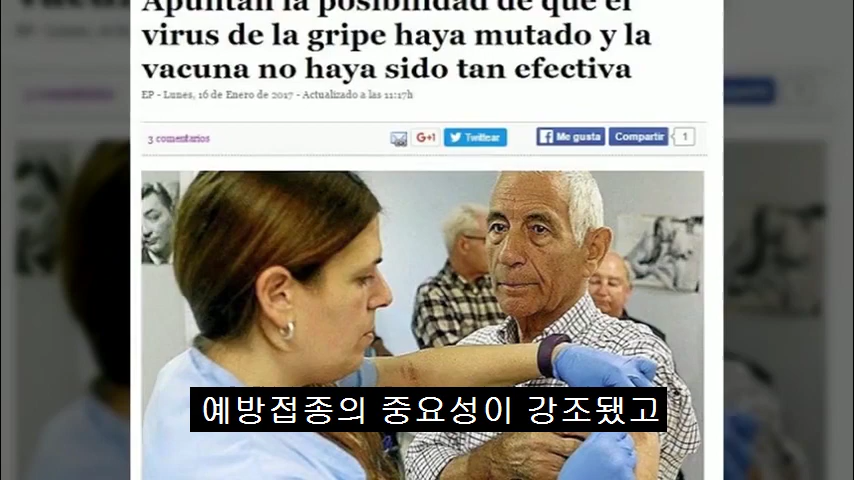 Apuntan la posibilidad de que el
virus de la gripe haya mutado y la
vacuna no haya sido tan efectiva
EP - Lunes, 16 de Enero de 2017 - Actualizado a las 11:17h
3 comentarios
G+1
Twittear
Me gusta
Compartir
1
예방접종의 중요성이 강조됐고